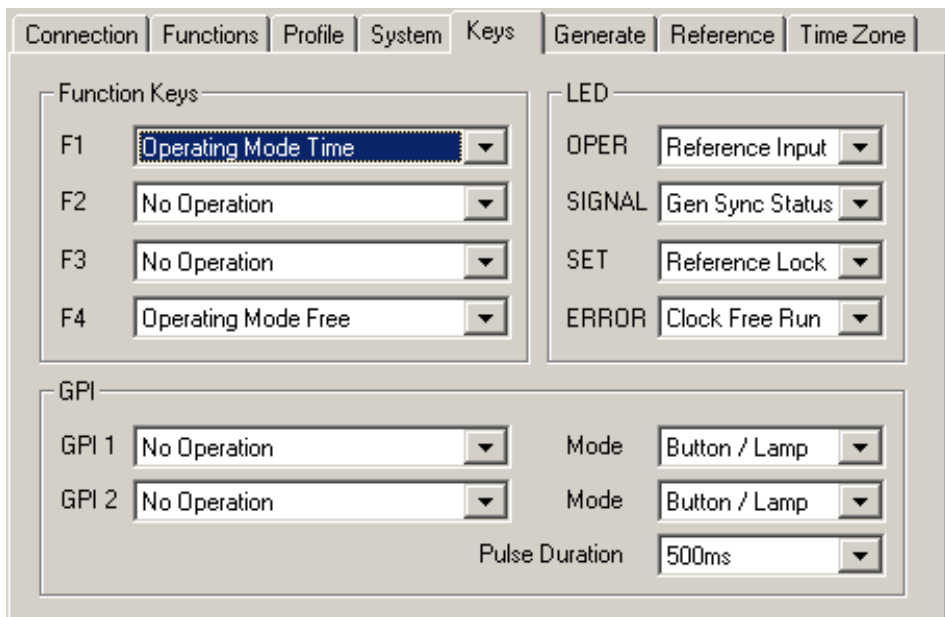 Connection Functions Profile System Keys Generate Reference Time Zone
Function Keys
F1 Operating Mode Time
F2 No Operation
F3 No Operation
F4 Operating Mode Free
LED
OPER Reference Input
SIGNAL Gen Sync Status
SET Reference Lock
ERROR Clock Free Run
GPI
GPI 1 No Operation Mode Button / Lamp
GPI 2 No Operation Mode Button / Lamp
Pulse Duration 500ms